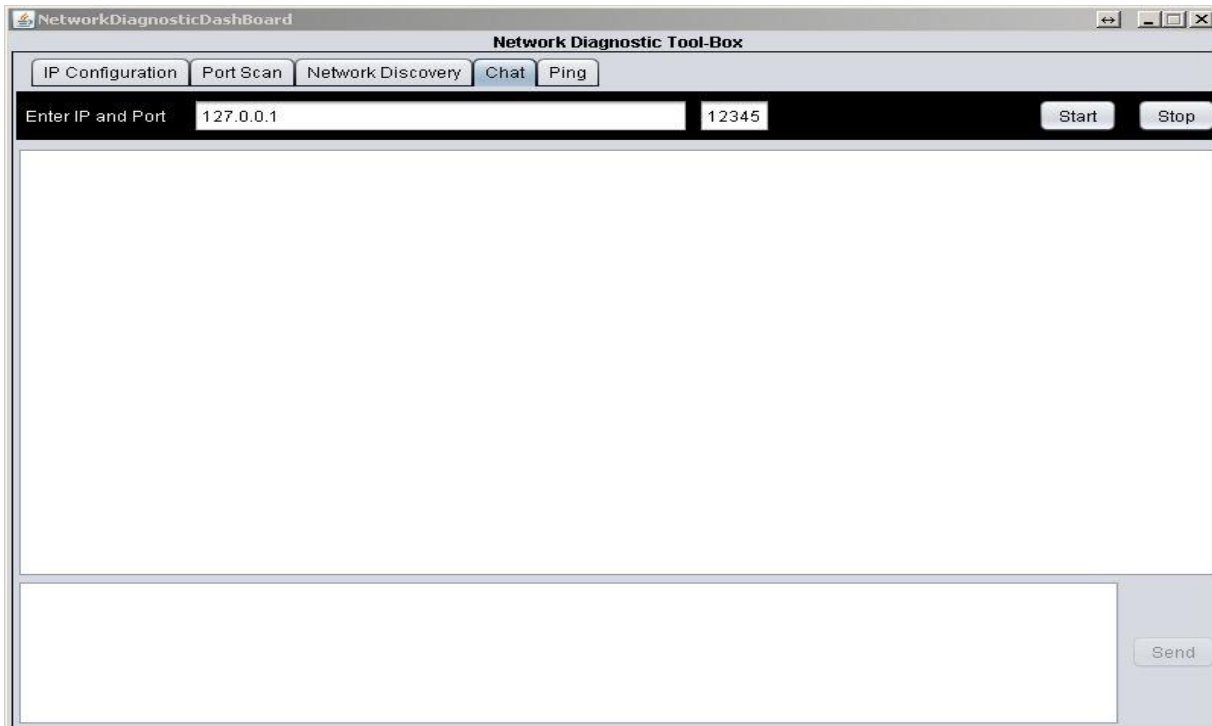 NetworkDiagnosticDashBoard
Network Diagnostic Tool-Box
IP Configuration Port Scan Network Discovery Chat Ping
Enter IP and Port 127.0.0.1 12345 Start Stop
Send